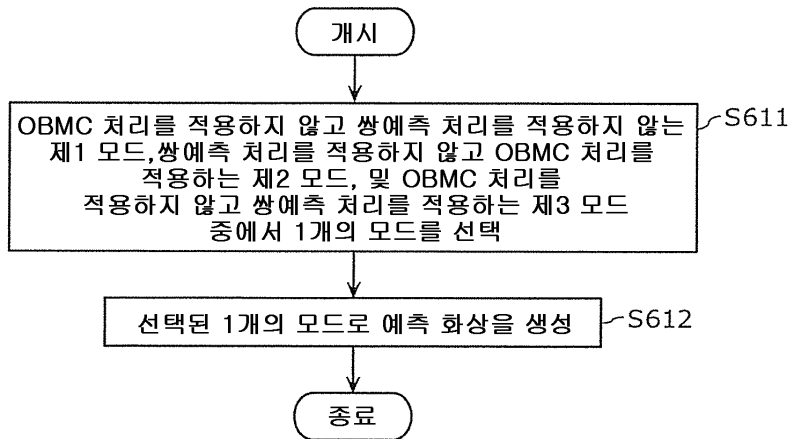 개시
OBMC 처리를 적용하지 않고 쌍예측 처리를 적용하지 않는
제1 모드,쌍예측 처리를 적용하지 않고 OBMC 처리를
적용하는 제2 모드, 및 OBMC 처리를
적용하지 않고 쌍예측 처리를 적용하는 제3 모드
중에서 1개의 모드를 선택
S611
선택된 1개의 모드로 예측 화상을 생성
S612
종료